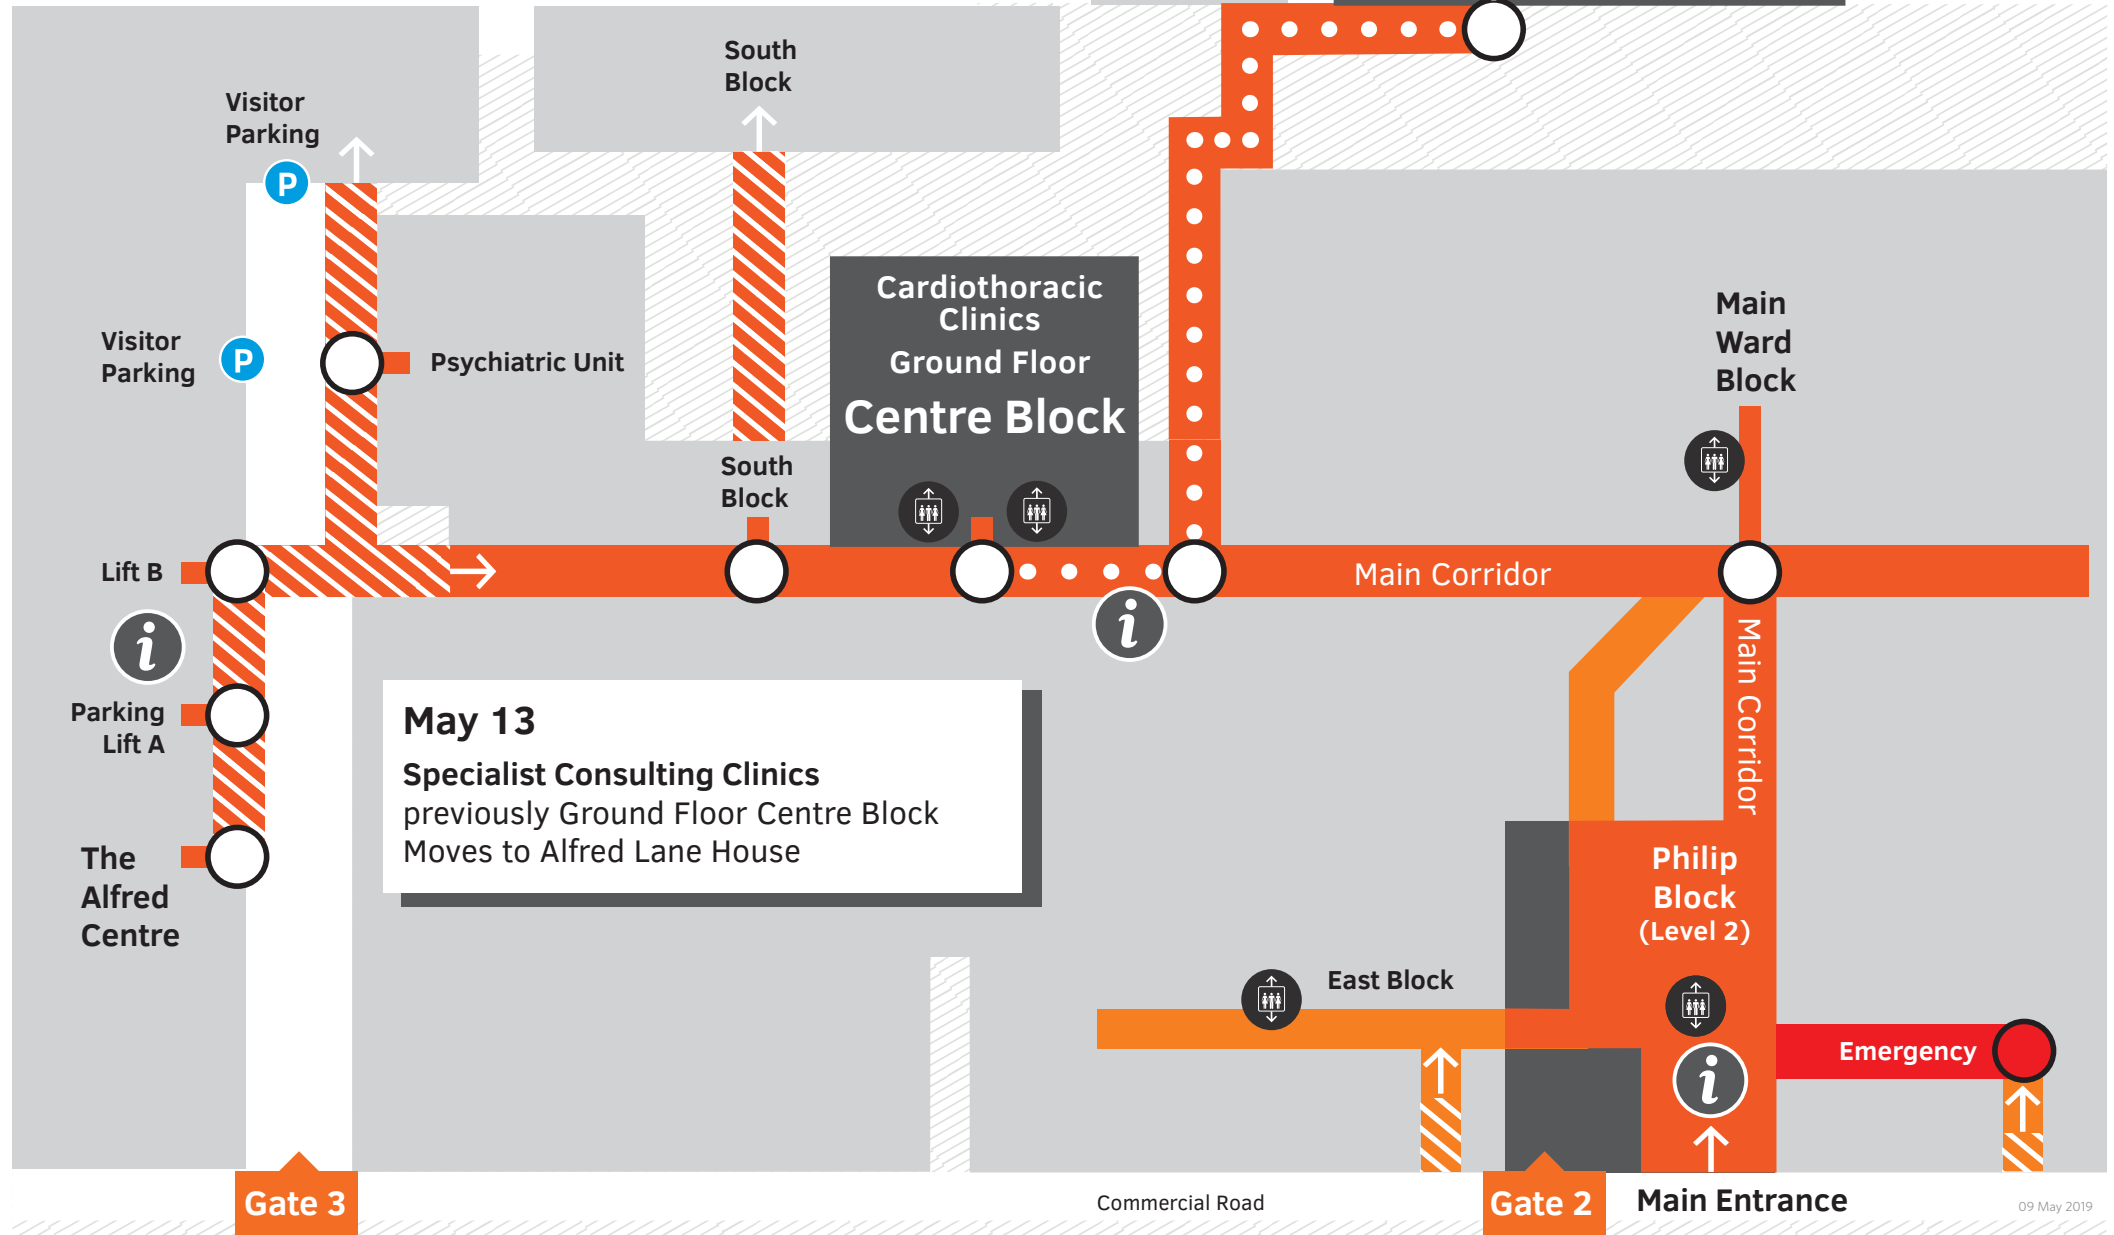 South
Block
Visitor
Parking
P
Cardiothoracic
Clinics
Ground Floor
Centre Block
Main
Ward
Block
Visitor
Parking
P
Psychiatric Unit
South
Block
Lift B
Main Corridor
i
i
Main Corridor
Parking
Lift A
May 13
Specialist Consulting Clinics
previously Ground Floor Centre Block
Moves to Alfred Lane House
The
Alfred
Centre
Philip
Block
(Level 2)
East Block
Emergency
i
Gate 3
Commercial Road
Gate 2
Main Entrance
09 May 2019